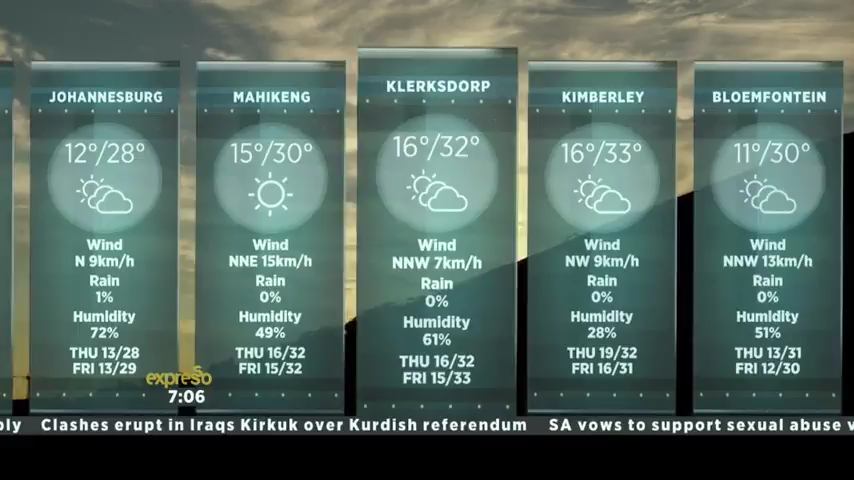 JOHANNESBURG
12°/28°
Wind
N 9km/h
Rain
1%
Humidity
72%
THU 13/28
FRI 13/29
MAHIKENG
15°/30°
Wind
NNE 15km/h
Rain
0%
Humidity
49%
THU 16/32
FRI 15/32
KLERKSDORP
16°/32°
Wind
NNW 7km/h
Rain
0%
Humidity
61%
THU 16/32
FRI 15/33
KIMBERLEY
16°/33°
Wind
NW 9km/h
Rain
0%
Humidity
28%
THU 19/32
FRI 16/31
BLOEMFONTEIN
11°/30°
Wind
NNW 13km/h
Rain
0%
Humidity
51%
THU 13/31
FRI 12/30
expresso
7:06
ply Clashes erupt in Iraqs Kirkuk over Kurdish referendum SA vows to support sexual abuse v